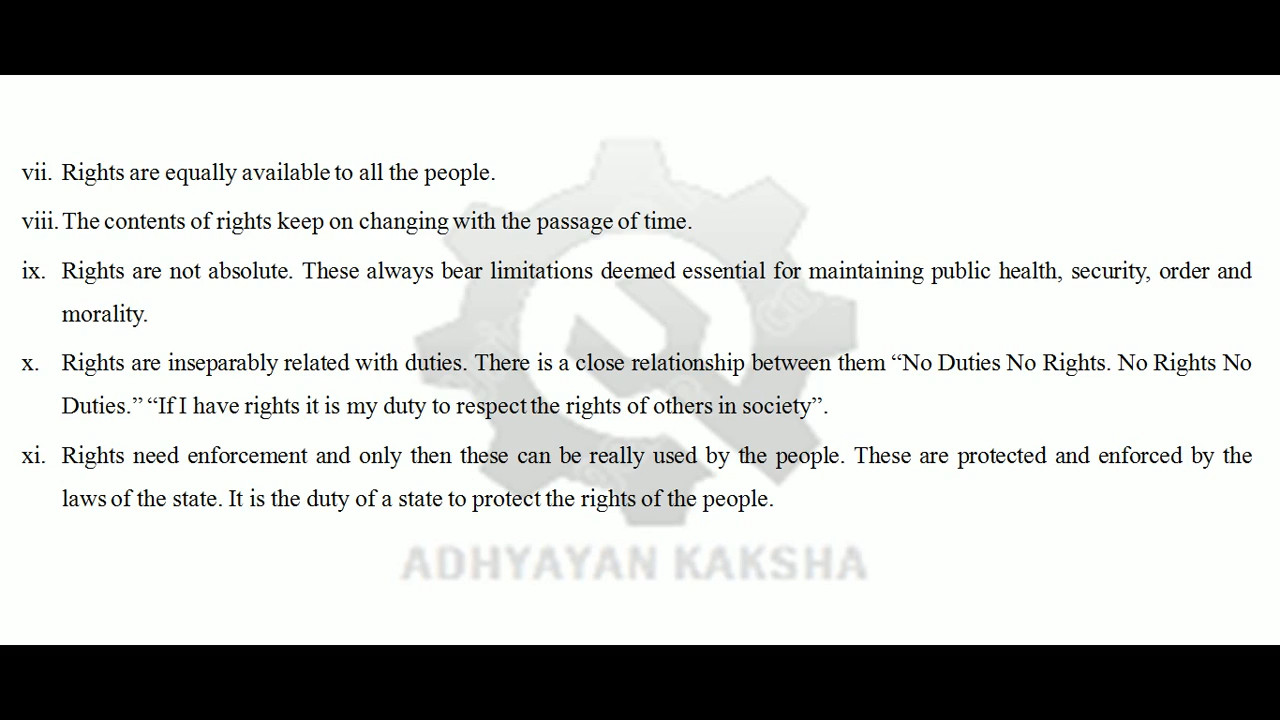 vii. Rights are equally available to all the people.
viii. The contents of rights keep on changing with the passage of time.
ix. Rights are not absolute. These always bear limitations deemed essential for maintaining public health, security, order and
morality.
x. Rights are inseparably related with duties. There is a close relationship between them “No Duties No Rights. No Rights No
Duties.” “If I have rights it is my duty to respect the rights of others in society”.
xi. Rights need enforcement and only then these can be really used by the people. These are protected and enforced by the
laws of the state. It is the duty of a state to protect the rights of the people.
ADHYAYAN KAKSHA